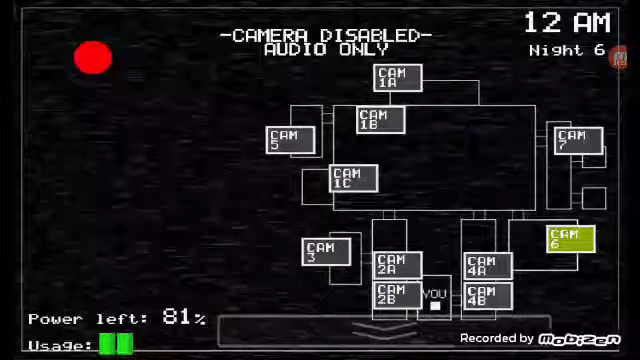 -CAMERA DISABLED-
AUDIO ONLY
12 AM
Night 6
CAM
1A
CAM
1B
CAM
5
CAM
7
CAM
1C
CAM
6
CAM
3
CAM
2A
CAM
4A
CAM
2B
YOU
CAM
4B
Power left: 81%
Usage:
Recorded by Mobizen